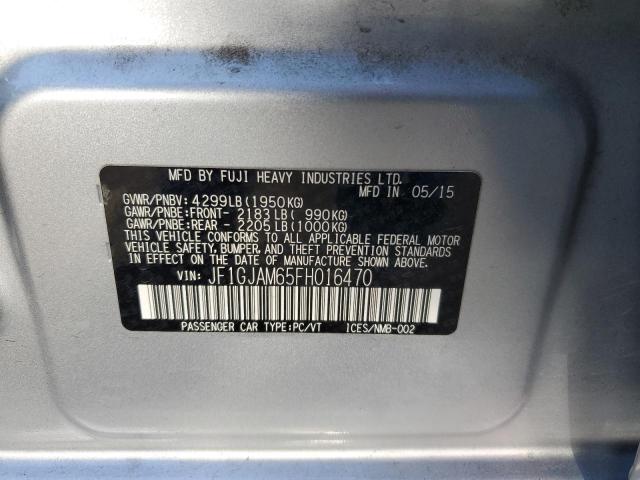 MFD BY FUJI HEAVY INDUSTRIES LTD.
MFD IN 05/15
GVWR/PNBV: 4299LB(1950KG)
GAWR/PNBE:FRONT- 2183LB( 990KG)
GAWR/PNBE:REAR - 2205LB(1000KG)
THIS VEHICLE CONFORMS TO ALL APPLICABLE FEDERAL MOTOR
VEHICLE SAFETY, BUMPER, AND THEFT PREVENTION STANDARDS
IN EFFECT ON THE DATE OF MANUFACTURE SHOWN ABOVE.
VIN: JF1GJAM65FH016470
PASSENGER CAR TYPE:PC/VT ICES/NMB-002